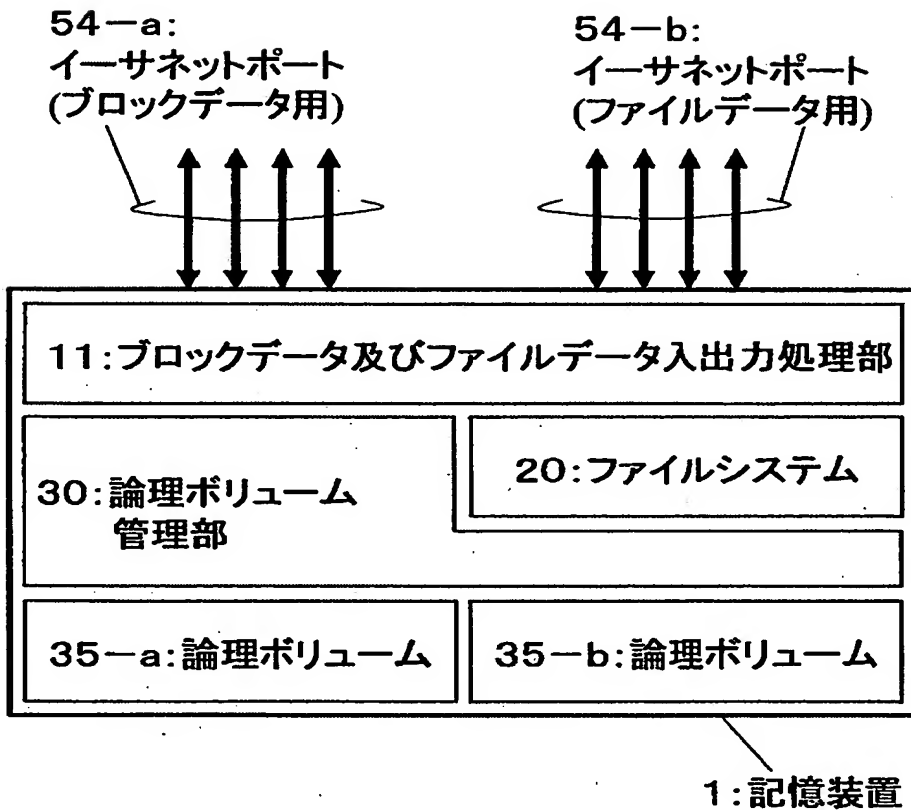 54－a:
イーサネットポート
(ブロックデータ用)
54－b:
イーサネットポート
(ファイルデータ用)
11:ブロックデータ及びファイルデータ入出力処理部
30:論理ボリューム
管理部
20:ファイルシステム
35－a:論理ボリューム
35－b:論理ボリューム
1:記憶装置